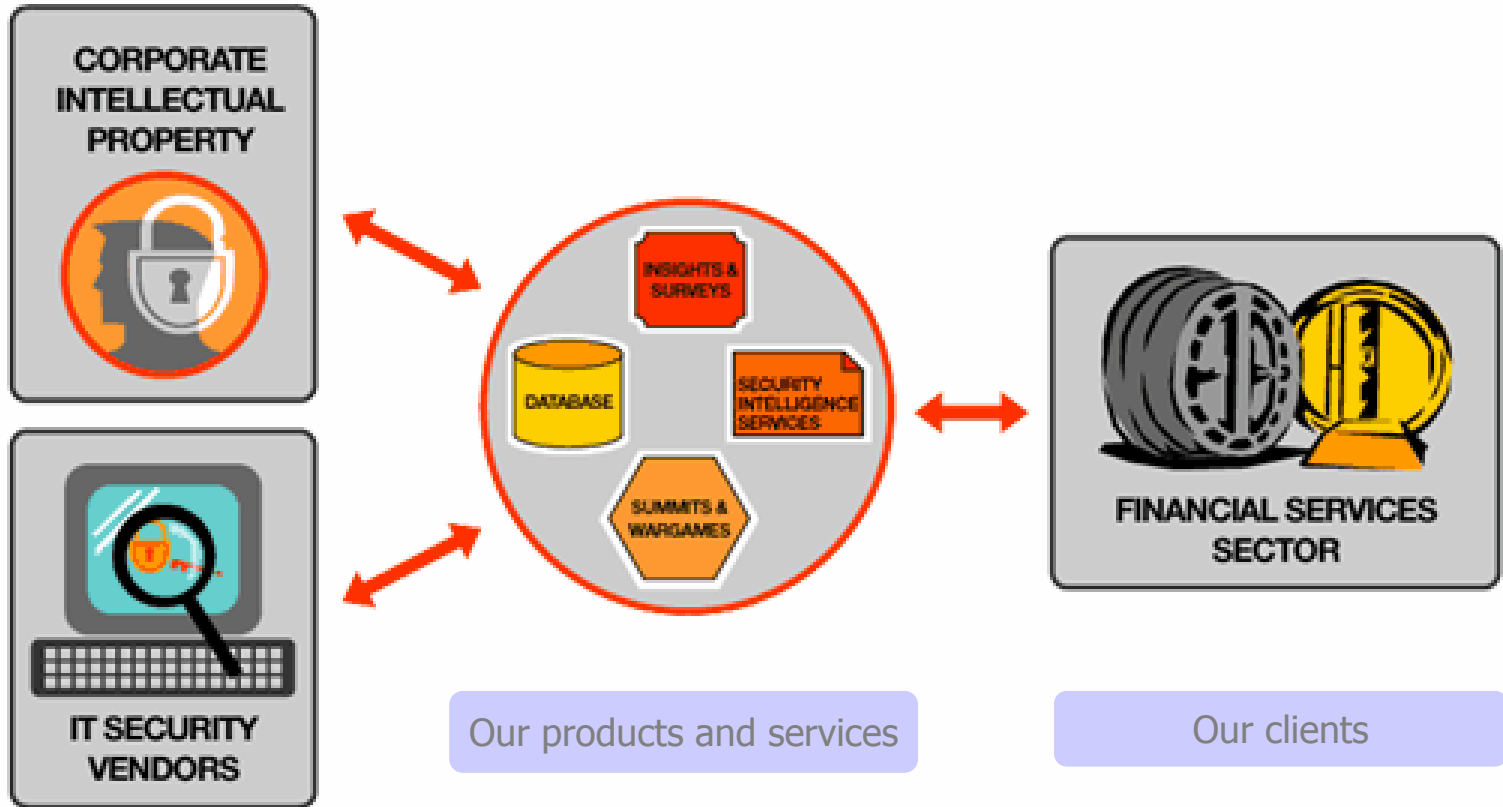 CORPORATE
INTELLECTUAL
PROPERTY
IT SECURITY
VENDORS
INSIGHTS &
SURVEYS
DATABASE
SECURITY
INTELLIGENCE
SERVICES
SUMMITS &
WARGAMES
Our products and services
FINANCIAL SERVICES
SECTOR
Our clients